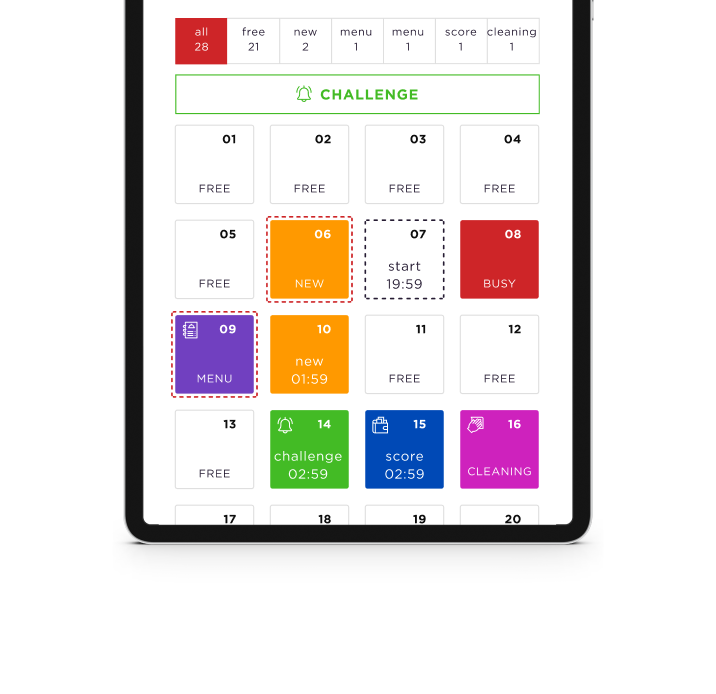 all free new menu menu score cleaning
28 21 2 1 1 1 1
CHALLENGE
01 02 03 04
FREE FREE FREE FREE
05 06 07 08
start
FREE NEW 19:59 BUSY
09 10 11 12
new
MENU 01:59 FREE FREE
13 14 15 16
challenge score
FREE 02:59 02:59 CLEANING
17 18 19 20